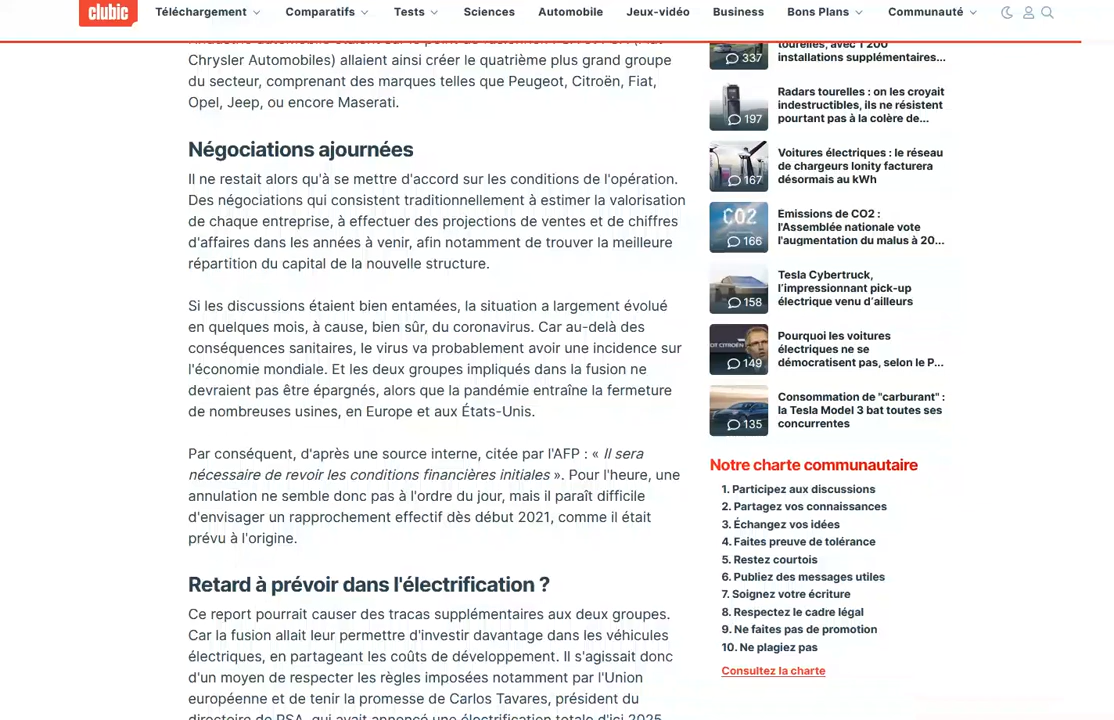 clubic
Téléchargement
Comparatifs
Tests
Sciences
Automobile
Jeux-vidéo
Business
Bons Plans
Communauté
Chrysler Automobiles) allaient ainsi créer le quatrième plus grand groupe
du secteur, comprenant des marques telles que Peugeot, Citroën, Fiat,
Opel, Jeep, ou encore Maserati.
Négociations ajournées
Il ne restait alors qu'à se mettre d'accord sur les conditions de l'opération.
Des négociations qui consistent traditionnellement à estimer la valorisation
de chaque entreprise, à effectuer des projections de ventes et de chiffres
d'affaires dans les années à venir, afin notamment de trouver la meilleure
répartition du capital de la nouvelle structure.
Si les discussions étaient bien entamées, la situation a largement évolué
en quelques mois, à cause, bien sûr, du coronavirus. Car au-delà des
conséquences sanitaires, le virus va probablement avoir une incidence sur
l'économie mondiale. Et les deux groupes impliqués dans la fusion ne
devraient pas être épargnés, alors que la pandémie entraîne la fermeture
de nombreuses usines, en Europe et aux États-Unis.
Par conséquent, d'après une source interne, citée par l'AFP : « Il sera
nécessaire de revoir les conditions financières initiales ». Pour l'heure, une
annulation ne semble donc pas à l'ordre du jour, mais il paraît difficile
d'envisager un rapprochement effectif dès début 2021, comme il était
prévu à l'origine.
Retard à prévoir dans l'électrification ?
Ce report pourrait causer des tracas supplémentaires aux deux groupes.
Car la fusion allait leur permettre d'investir davantage dans les véhicules
électriques, en partageant les coûts de développement. Il s'agissait donc
d'un moyen de respecter les règles imposées notamment par l'Union
européenne et de tenir la promesse de Carlos Tavares, président du
directoire de PSA, qui avait annoncé une électrification totale d'ici 2025
tourelles, avec 1 200
installations supplémentaires...
337
Radars tourelles : on les croyait
indestructibles, ils ne résistent
pourtant pas à la colère de...
197
Voitures électriques : le réseau
de chargeurs Ionity facturera
désormais au kWh
167
Emissions de CO2 :
l'Assemblée nationale vote
l'augmentation du malus à 20...
CO2
166
Tesla Cybertruck,
l'impressionnant pick-up
électrique venu d'ailleurs
158
Pourquoi les voitures
électriques ne se
démocratisent pas, selon le P...
149
Consommation de "carburant" :
la Tesla Model 3 bat toutes ses
concurrentes
135
Notre charte communautaire
1. Participez aux discussions
2. Partagez vos connaissances
3. Échangez vos idées
4. Faites preuve de tolérance
5. Restez courtois
6. Publiez des messages utiles
7. Soignez votre écriture
8. Respectez le cadre légal
9. Ne faites pas de promotion
10. Ne plagiez pas
Consultez la charte